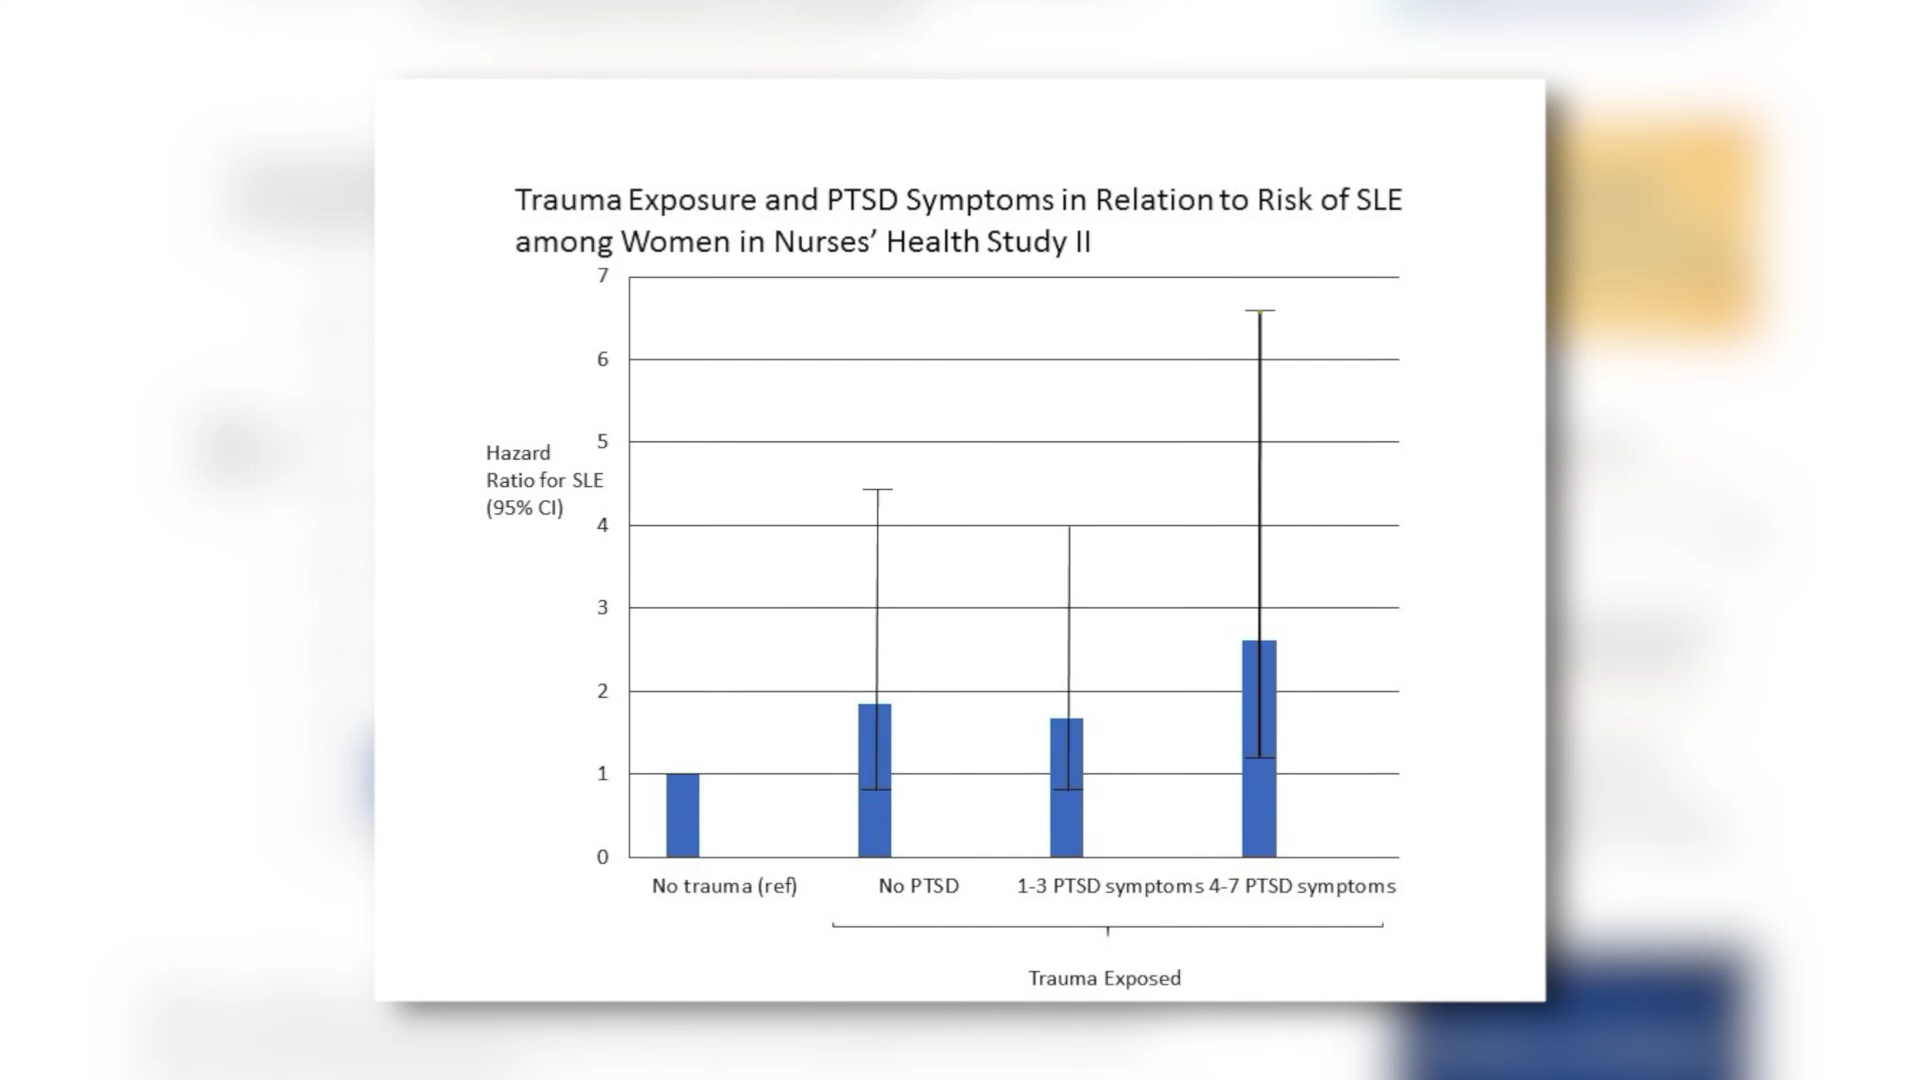 Trauma Exposure and PTSD Symptoms in Relation to Risk of SLE
among Women in Nurses’ Health Study II
7
6
5
4
3
2
1
0
Hazard
Ratio for SLE
(95% CI)
No trauma (ref)
No PTSD
1-3 PTSD symptoms
4-7 PTSD symptoms
Trauma Exposed